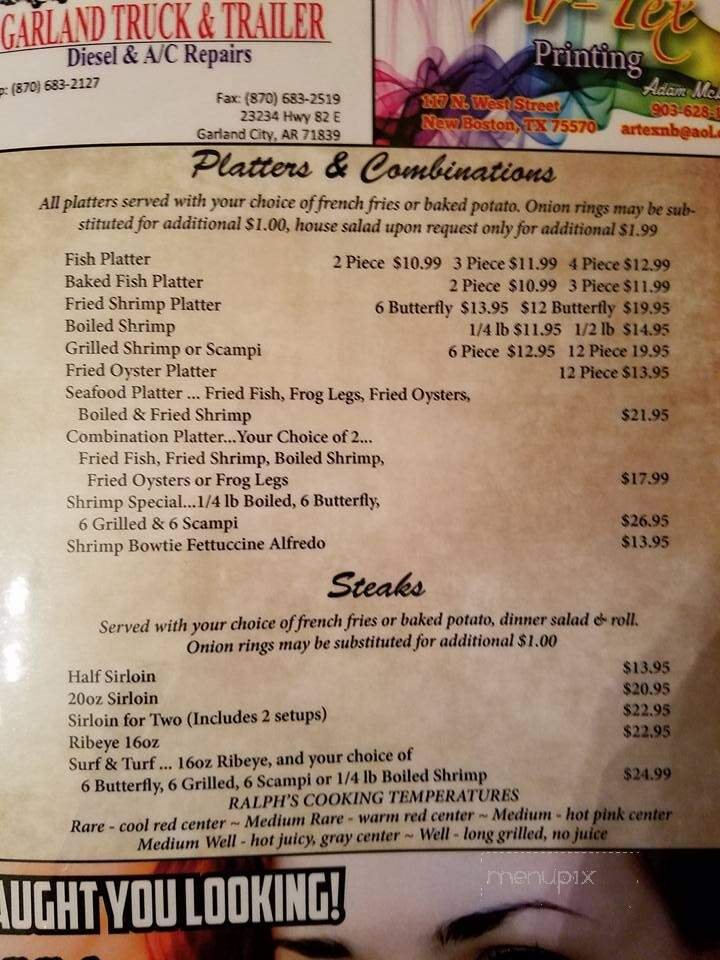 GARLAND TRUCK & TRAILER
Diesel & A/C Repairs
p: (870) 683-2127
Fax: (870) 683-2519
23234 Hwy 82 E
Garland City, AR 71839
Ar-Tex
Printing
Adam
117 N. West Street
903-628-
New Boston, TX 75570
artexnb@aol.
Platters & Combinations
All platters served with your choice of french fries or baked potato. Onion rings may be sub-
stituted for additional $1.00, house salad upon request only for additional $1.99
Fish Platter 2 Piece $10.99 3 Piece $11.99 4 Piece $12.99
Baked Fish Platter 2 Piece $10.99 3 Piece $11.99
Fried Shrimp Platter 6 Butterfly $13.95 $12 Butterfly $19.95
Boiled Shrimp 1/4 lb $11.95 1/2 lb $14.95
Grilled Shrimp or Scampi 6 Piece $12.95 12 Piece 19.95
Fried Oyster Platter 12 Piece $13.95
Seafood Platter ... Fried Fish, Frog Legs, Fried Oysters,
Boiled & Fried Shrimp $21.95
Combination Platter...Your Choice of 2...
Fried Fish, Fried Shrimp, Boiled Shrimp,
Fried Oysters or Frog Legs $17.99
Shrimp Special...1/4 lb Boiled, 6 Butterfly,
6 Grilled & 6 Scampi $26.95
Shrimp Bowtie Fettuccine Alfredo $13.95
Steaks
Served with your choice of french fries or baked potato, dinner salad & roll.
Onion rings may be substituted for additional $1.00
Half Sirloin $13.95
20oz Sirloin $20.95
Sirloin for Two (Includes 2 setups) $22.95
Ribeye 16oz $22.95
Surf & Turf ... 16oz Ribeye, and your choice of
6 Butterfly, 6 Grilled, 6 Scampi or 1/4 lb Boiled Shrimp $24.99
RALPH'S COOKING TEMPERATURES
Rare - cool red center ~ Medium Rare - warm red center ~ Medium - hot pink center
Medium Well - hot juicy, gray center ~ Well - long grilled, no juice
AUGHT YOU LOOKING!
menupix